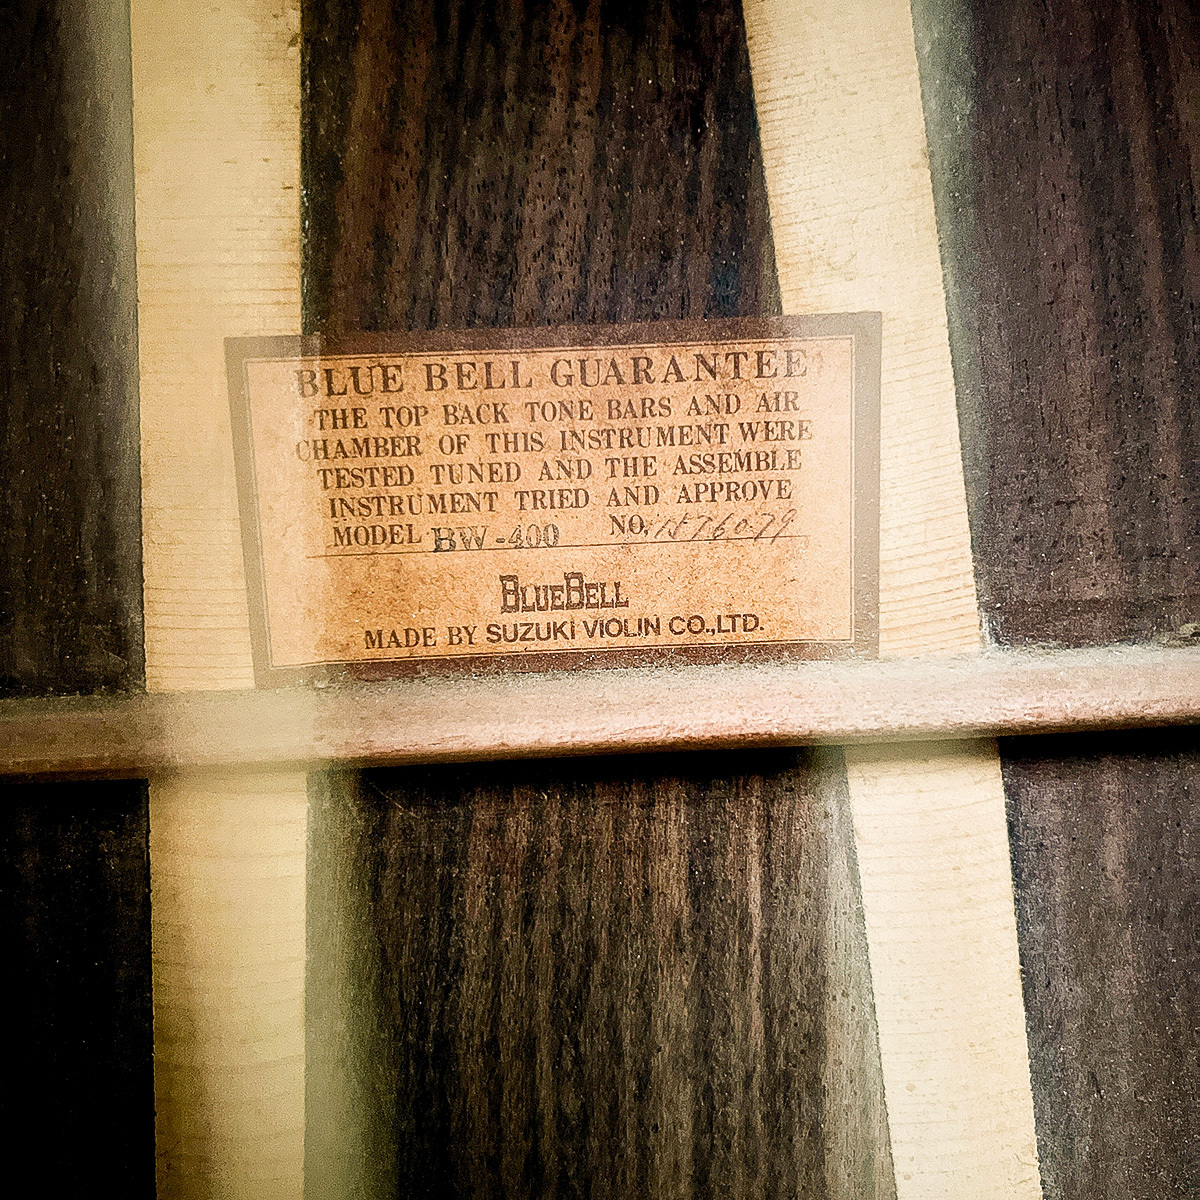 BLUE BELL GUARANTEE
THE TOP BACK TONE BARS AND AIR
CHAMBER OF THIS INSTRUMENT WERE
TESTED TUNED AND THE ASSEMBLE
INSTRUMENT TRIED AND APPROVE
MODEL BW-400 NO.
BLUEBELL
MADE BY SUZUKI VIOLIN CO.,LTD.